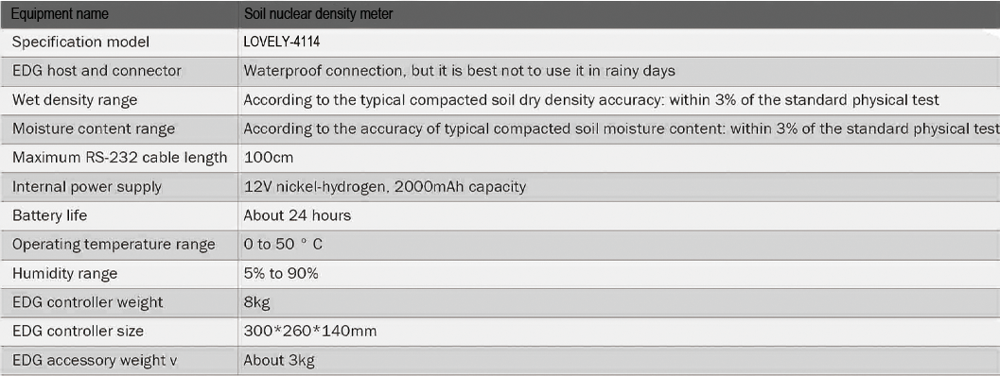 Equipment name Soil nuclear density meter
Specification model LOVELY-4114
EDG host and connector Waterproof connection, but it is best not to use it in rainy days
Wet density range According to the typical compacted soil dry density accuracy: within 3% of the standard physical test
Moisture content range According to the accuracy of typical compacted soil moisture content: within 3% of the standard physical test
Maximum RS-232 cable length 100cm
Internal power supply 12V nickel-hydrogen, 2000mAh capacity
Battery life About 24 hours
Operating temperature range 0 to 50 ° C
Humidity range 5% to 90%
EDG controller weight 8kg
EDG controller size 300*260*140mm
EDG accessory weight v About 3kg